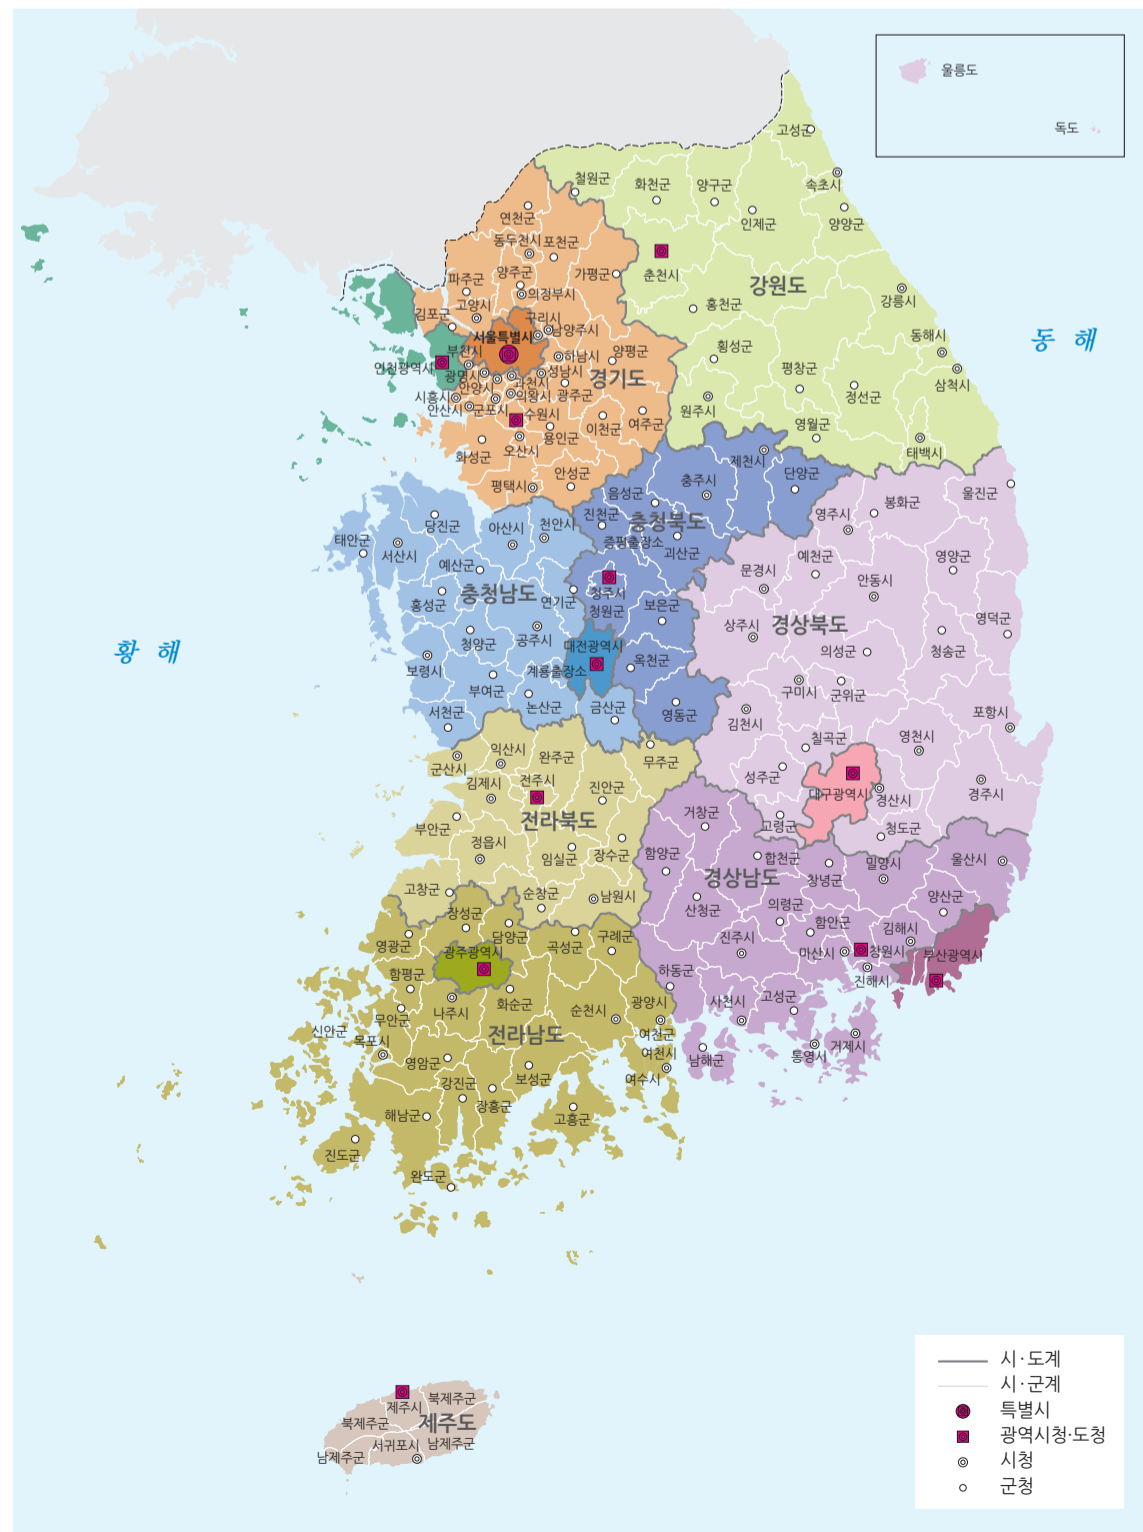 울릉도
독도
고성군
철원군
화천군
양구군
속초시
인제군
양양군
연천군
동두천시
포천군
가평군
춘천시
강원도
강릉시
파주군
양주군
의정부시
고양시
홍천군
김포군
구리시
남양주시
서울특별시
동해시
동 해
인천광역시
부천시
하남시
양평군
횡성군
평창군
삼척시
광명시
성남시
경기도
과천시
안양시
의왕시
광주군
정선군
시흥시
안산시
군포시
수원시
원주시
이천군
여주군
영월군
용인군
화성군
오산시
태백시
제천시
단양군
안성군
평택시
충주시
음성군
울진군
봉화군
당진군
아산시
천안시
진천군
충청북도
영주시
태안군
서산시
증평출장소
괴산군
예산군
예천군
영양군
문경시
안동시
충청남도
청주시
홍성군
연기군
청원군
보은군
영덕군
상주시
경상북도
청양군
공주시
대전광역시
의성군
청송군
황 해
보령시
계룡출장소
옥천군
부여군
구미시
군위군
논산군
금산군
영동군
서천군
김천시
포항시
칠곡군
영천시
익산시
완주군
무주군
군산시
김제시
전주시
진안군
성주군
대구광역시
경산시
경주시
부안군
전라북도
거창군
고령군
청도군
정읍시
임실군
장수군
함양군
합천군
밀양시
울산시
경상남도
창녕군
고창군
순창군
남원시
산청군
의령군
양산군
장성군
담양군
곡성군
구례군
진주시
함안군
김해시
영광군
광주광역시
마산시
창원시
부산광역시
함평군
하동군
진해시
나주시
화순군
순천시
광양시
사천시
고성군
무안군
신안군
목포시
전라남도
여천군
여천시
남해군
통영시
거제시
영암군
강진군
보성군
여수시
장흥군
해남군
고흥군
진도군
완도군
제주시
북제주군
북제주군
제주도
서귀포시
남제주군
남제주군
시·도계
시·군계
특별시
광역시청·도청
시청
군청